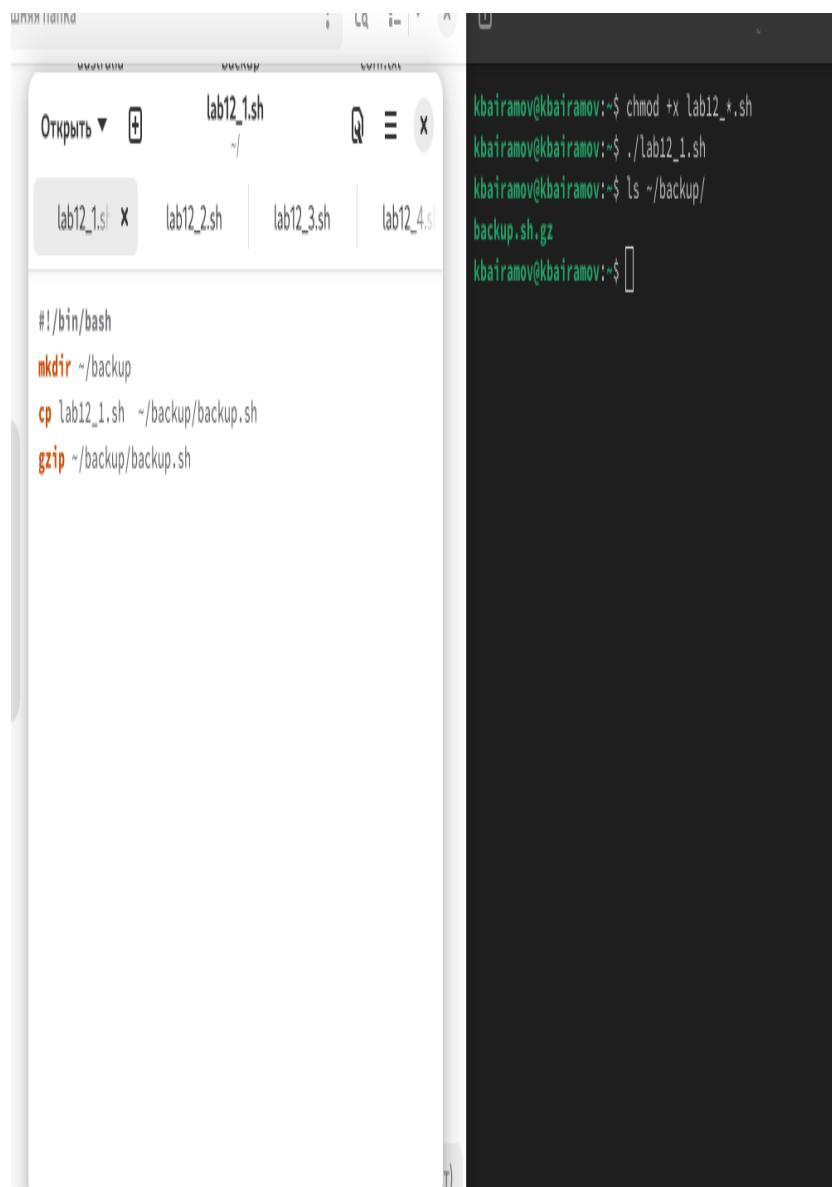 Открыть
lab12_1.sh
~/
lab12_1.s
lab12_2.sh
lab12_3.sh
lab12_4.s
#!/bin/bash
mkdir ~/backup
cp lab12_1.sh ~/backup/backup.sh
gzip ~/backup/backup.sh
kbairamov@kbairamov:~$ chmod +x lab12_*.sh
kbairamov@kbairamov:~$ ./lab12_1.sh
kbairamov@kbairamov:~$ ls ~/backup/
backup.sh.gz
kbairamov@kbairamov:~$